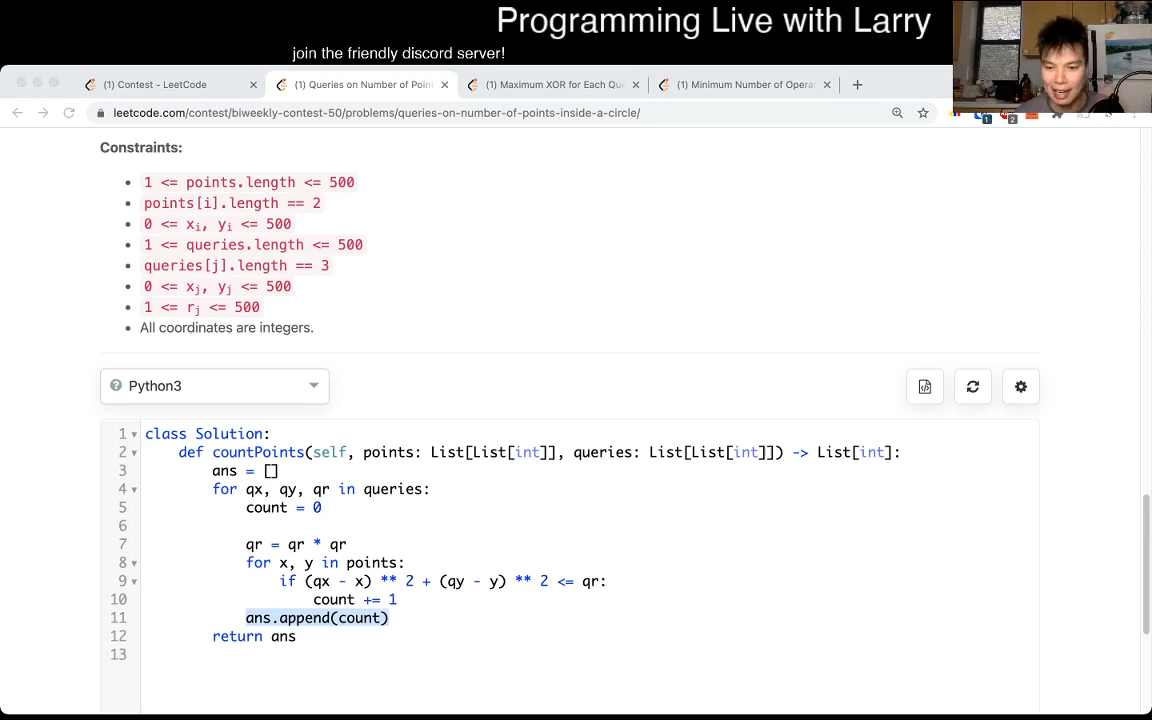 Programming Live with Larry
join the friendly discord server!
(1) Contest - LeetCode
(1) Queries on Number of Poin
(1) Maximum XOR for Each Que
(1) Minimum Number of Opera
leetcode.com/contest/biweekly-contest-50/problems/queries-on-number-of-points-inside-a-circle/
Constraints:
1 <= points.length <= 500
points[i].length == 2
0 <= xi, yi <= 500
1 <= queries.length <= 500
queries[j].length == 3
0 <= xj, yj <= 500
1 <= rj <= 500
All coordinates are integers.
Python3
1 class Solution:
2 def countPoints(self, points: List[List[int]], queries: List[List[int]]) -> List[int]:
3 ans = []
4 for qx, qy, qr in queries:
5 count = 0
6
7 qr = qr * qr
8 for x, y in points:
9 if (qx - x) ** 2 + (qy - y) ** 2 <= qr:
10 count += 1
11 ans.append(count)
12 return ans
13